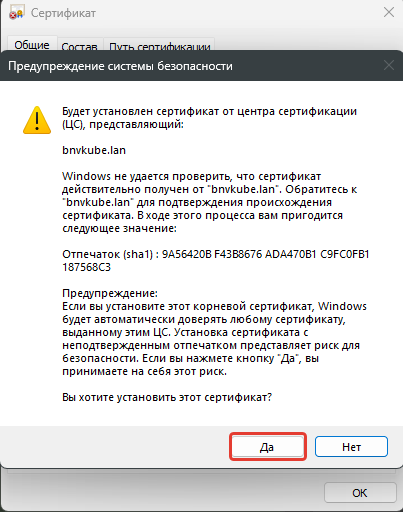 Сертификат
Общие Состав Путь сертификации
Предупреждение системы безопасности
Будет установлен сертификат от центра сертификации
(ЦС), представляющий:
bnvkube.lan
Windows не удается проверить, что сертификат
действительно получен от "bnvkube.lan". Обратитесь к
"bnvkube.lan" для подтверждения происхождения
сертификата. В ходе этого процесса вам пригодится
следующее значение:
Отпечаток (sha1) : 9A56420B F43B8676 ADA470B1 C9FC0FB1
187568C3
Предупреждение:
Если вы установите этот корневой сертификат, Windows
будет автоматически доверять любому сертификату,
выданному этим ЦС. Установка сертификата с
неподтвержденным отпечатком представляет риск для
безопасности. Если вы нажмете кнопку "Да", вы
принимаете на себя этот риск.
Вы хотите установить этот сертификат?
Да Нет
ОК